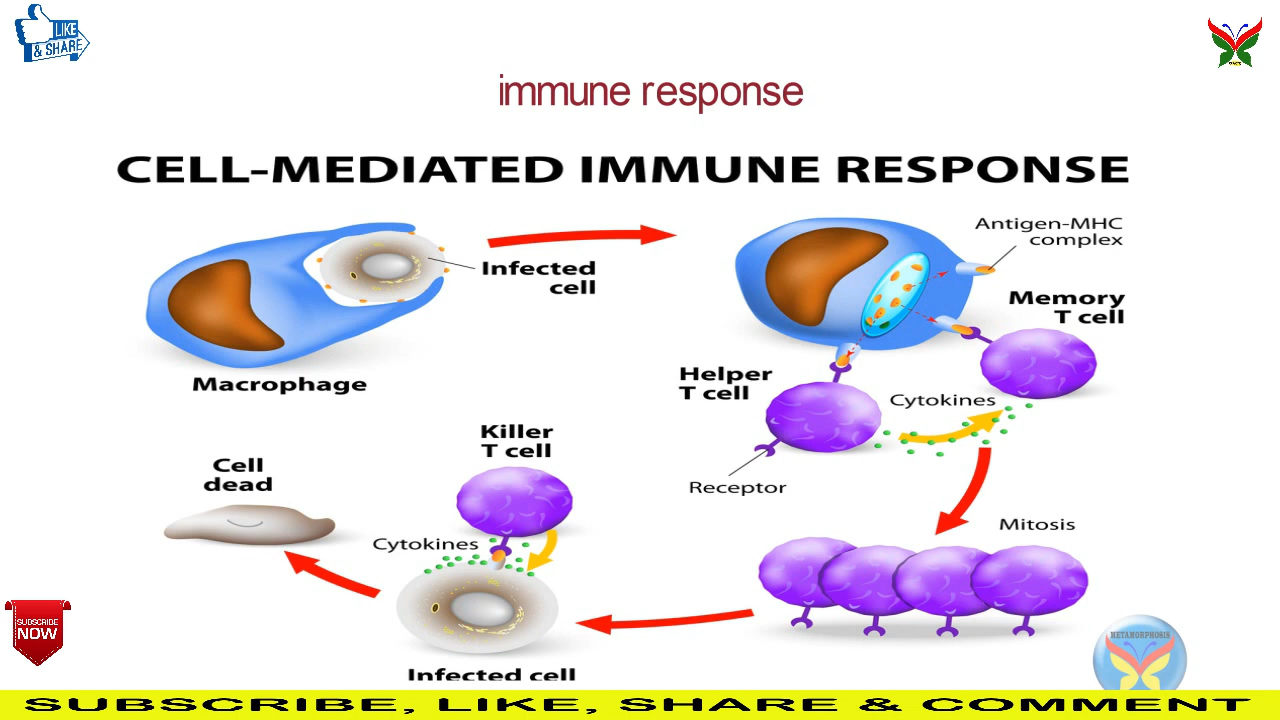 LIKE
& SHARE
immune response
CELL-MEDIATED IMMUNE RESPONSE
Antigen-MHC
complex
Infected
cell
Memory
T cell
Macrophage
Helper
T cell
Cytokines
Killer
T cell
Cell
dead
Receptor
Mitosis
Cytokines
SUBSCRIBE
NOW
METAMORPHOSIS
Infected cell
SUBSCRIBE, LIKE, SHARE & COMMENT